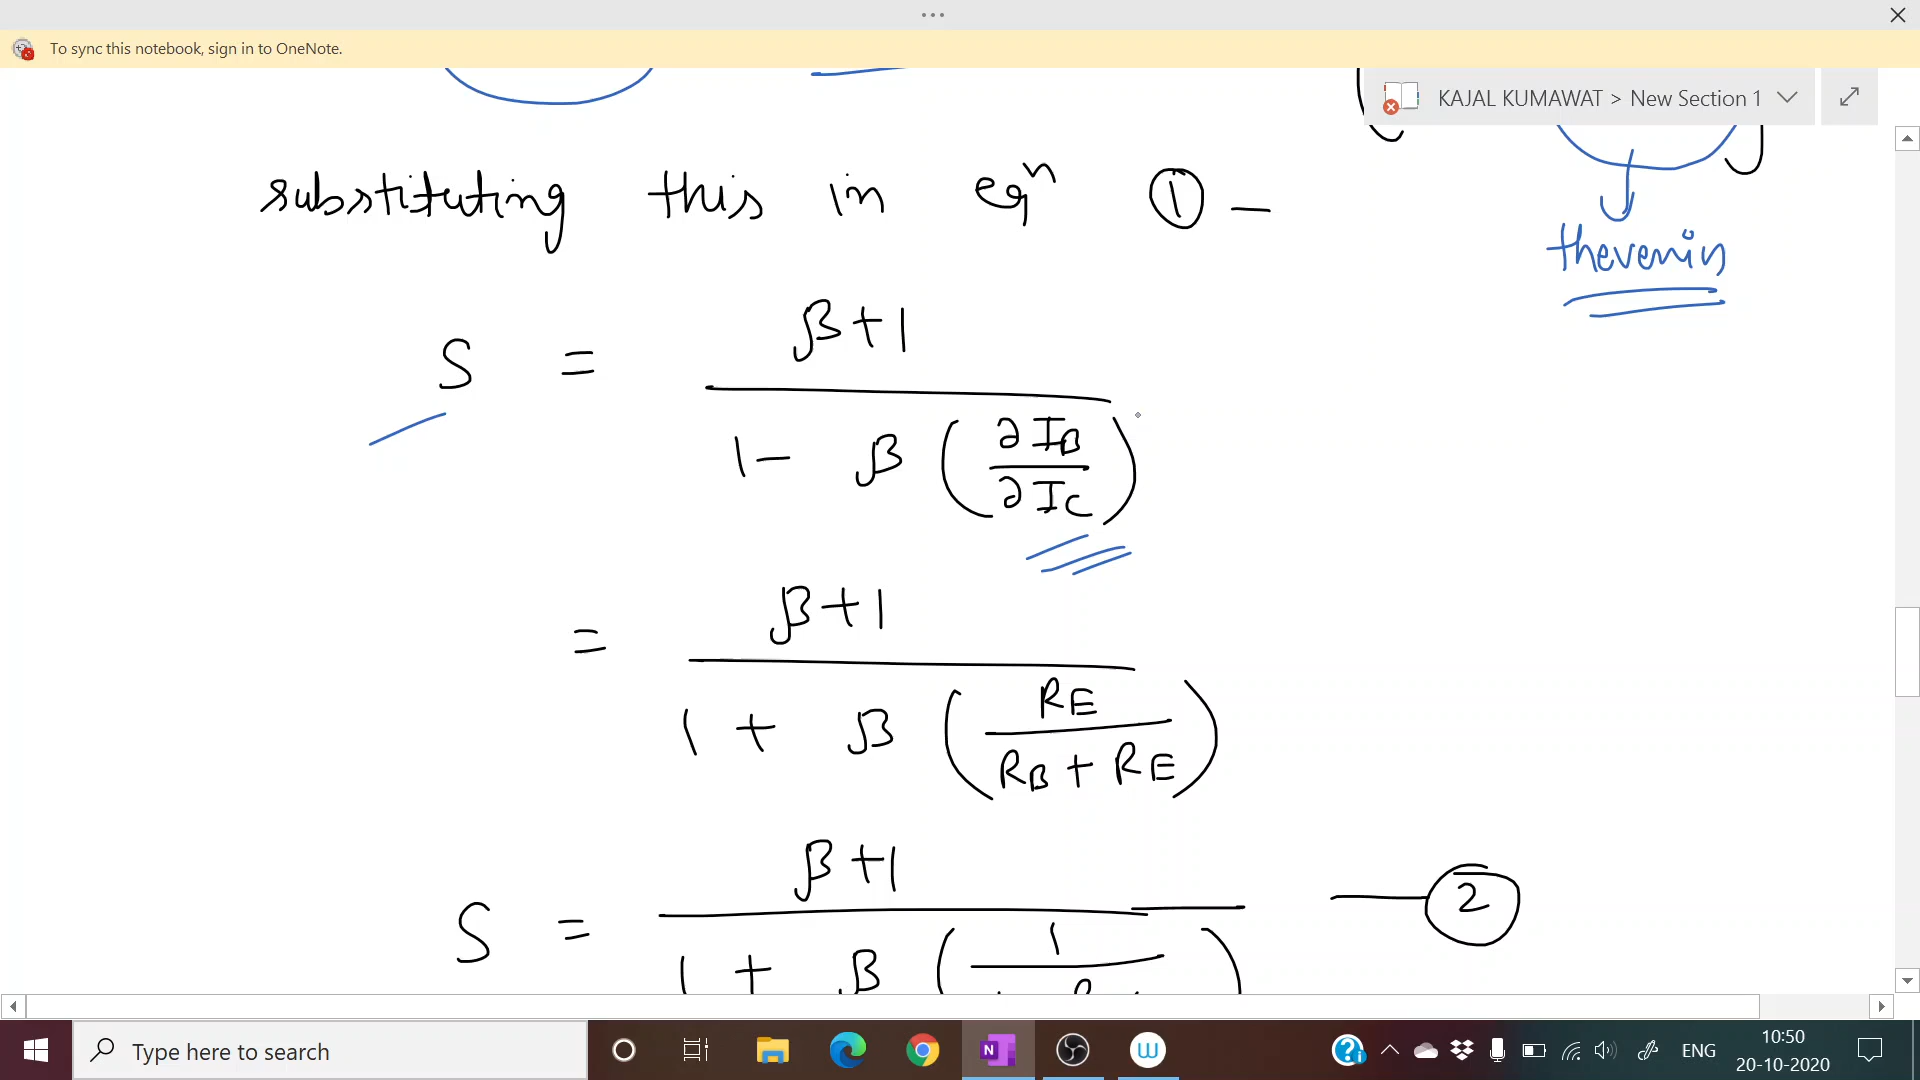 To sync this notebook, sign in to OneNote.
KAJAL KUMAWAT > New Section 1
substituting this in eqⁿ ① –
thevenin
S = β+1
1 - β (∂IB
∂IC)
= β+1
1 + β (RE
RB + RE)
S = β+1 — ②
1 + β (1
Type here to search
ENG
10:50
20-10-2020